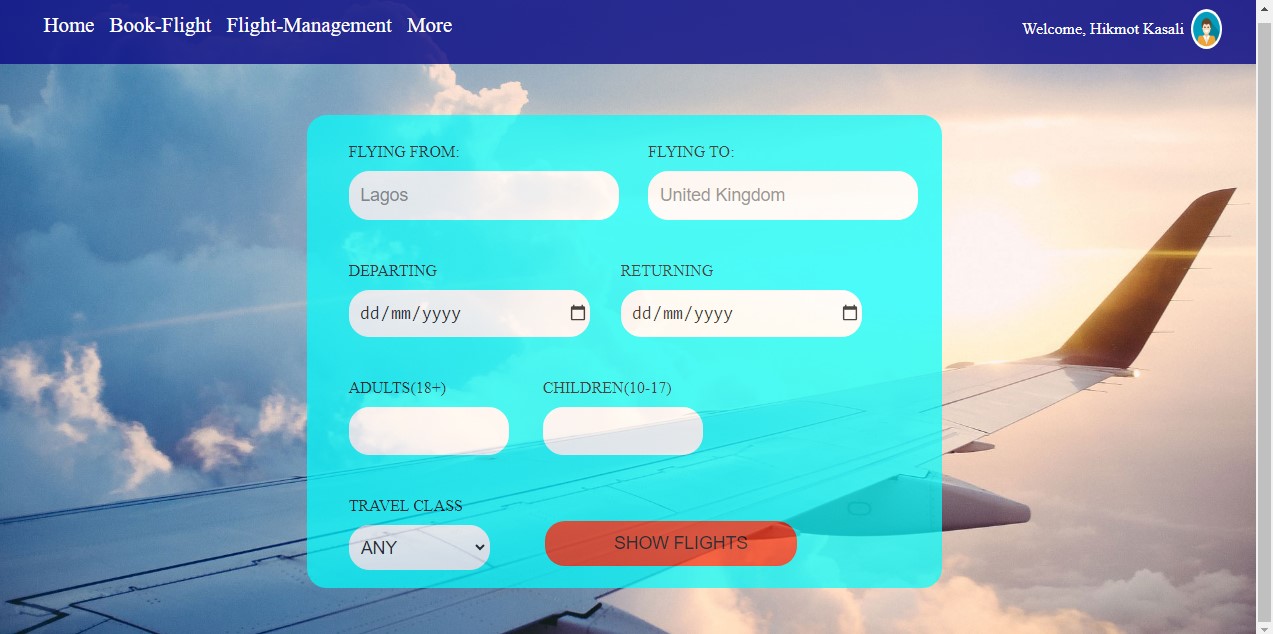 Home Book-Flight Flight-Management More
Welcome, Hikmot Kasali
FLYING FROM: FLYING TO:
Lagos United Kingdom
DEPARTING RETURNING
dd/mm/yyyy dd/mm/yyyy
ADULTS(18+) CHILDREN(10-17)
TRAVEL CLASS
ANY SHOW FLIGHTS